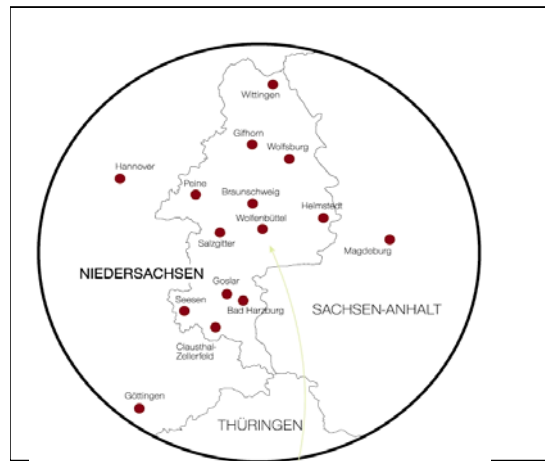 Wittingen
Gifhorn
Wolfsburg
Hannover
Peine
Braunschweig
Helmstedt
Wolfenbüttel
Salzgitter
Magdeburg
NIEDERSACHSEN
Goslar
Seesen
Bad Harzburg
SACHSEN-ANHALT
Clausthal-
Zellerfeld
Göttingen
THÜRINGEN